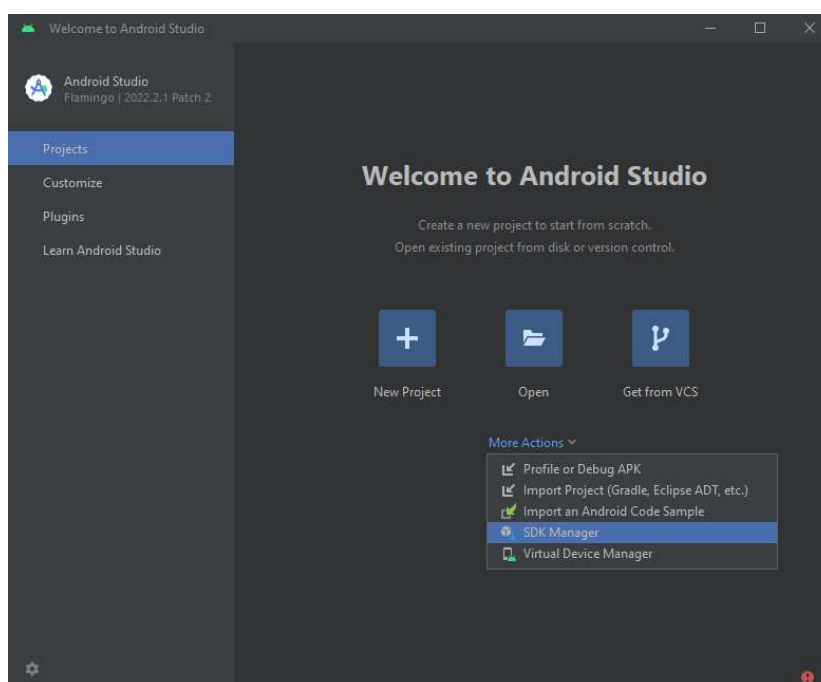 Welcome to Android Studio
Android Studio
Flamingo | 2022.2.1 Patch 2
Projects
Customize
Plugins
Learn Android Studio
Welcome to Android Studio
Create a new project to start from scratch.
Open existing project from disk or version control.
New Project
Open
Get from VCS
More Actions
Profile or Debug APK
Import Project (Gradle, Eclipse ADT, etc.)
Import an Android Code Sample
SDK Manager
Virtual Device Manager